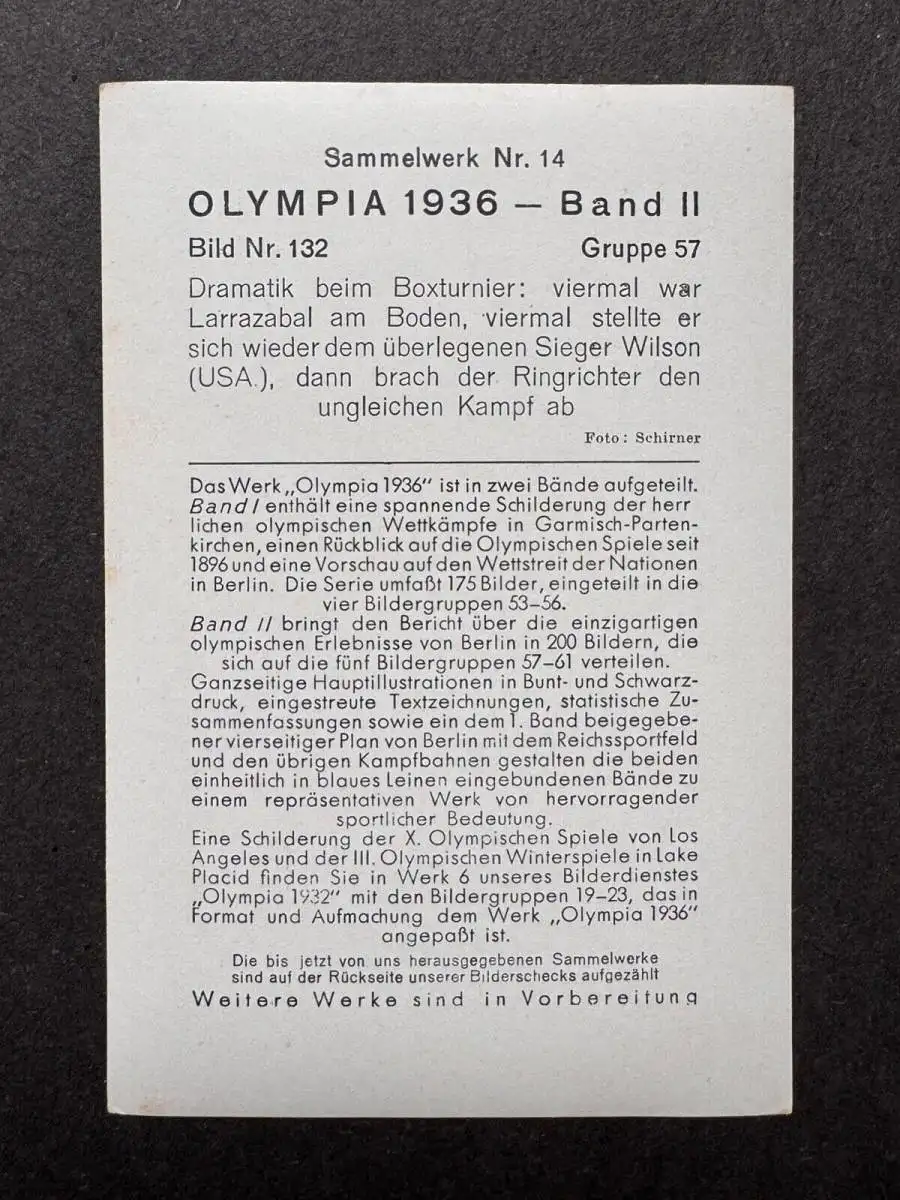 Sammelwerk Nr. 14
OLYMPIA 1936 — Band II
Bild Nr. 132 Gruppe 57
Dramatik beim Boxturnier: viermal war
Larrazabal am Boden, viermal stellte er
sich wieder dem überlegenen Sieger Wilson
(USA.), dann brach der Ringrichter den
ungleichen Kampf ab
Foto: Schirner
Das Werk „Olympia 1936“ ist in zwei Bände aufgeteilt.
Band I enthält eine spannende Schilderung der herr
lichen olympischen Wettkämpfe in Garmisch-Parten-
kirchen, einen Rückblick auf die Olympischen Spiele seit
1896 und eine Vorschau auf den Wettstreit der Nationen
in Berlin. Die Serie umfaßt 175 Bilder, eingeteilt in die
vier Bildergruppen 53–56.
Band II bringt den Bericht über die einzigartigen
olympischen Erlebnisse von Berlin in 200 Bildern, die
sich auf die fünf Bildergruppen 57–61 verteilen.
Ganzseitige Hauptillustrationen in Bunt- und Schwarz-
druck, eingestreute Textzeichnungen, statistische Zu-
sammenfassungen sowie ein dem 1. Band beigegebe-
ner vierseitiger Plan von Berlin mit dem Reichssportfeld
und den übrigen Kampfbahnen gestalten die beiden
einheitlich in blaues Leinen eingebundenen Bände zu
einem repräsentativen Werk von hervorragender
sportlicher Bedeutung.
Eine Schilderung der X. Olympischen Spiele von Los
Angeles und der III. Olympischen Winterspiele in Lake
Placid finden Sie in Werk 6 unseres Bilderdienstes
„Olympia 1932“ mit den Bildergruppen 19–23, das in
Format und Aufmachung dem Werk „Olympia 1936“
angepaßt ist.
Die bis jetzt von uns herausgegebenen Sammelwerke
sind auf der Rückseite unserer Bilderschecks aufgezählt
Weitere Werke sind in Vorbereitung